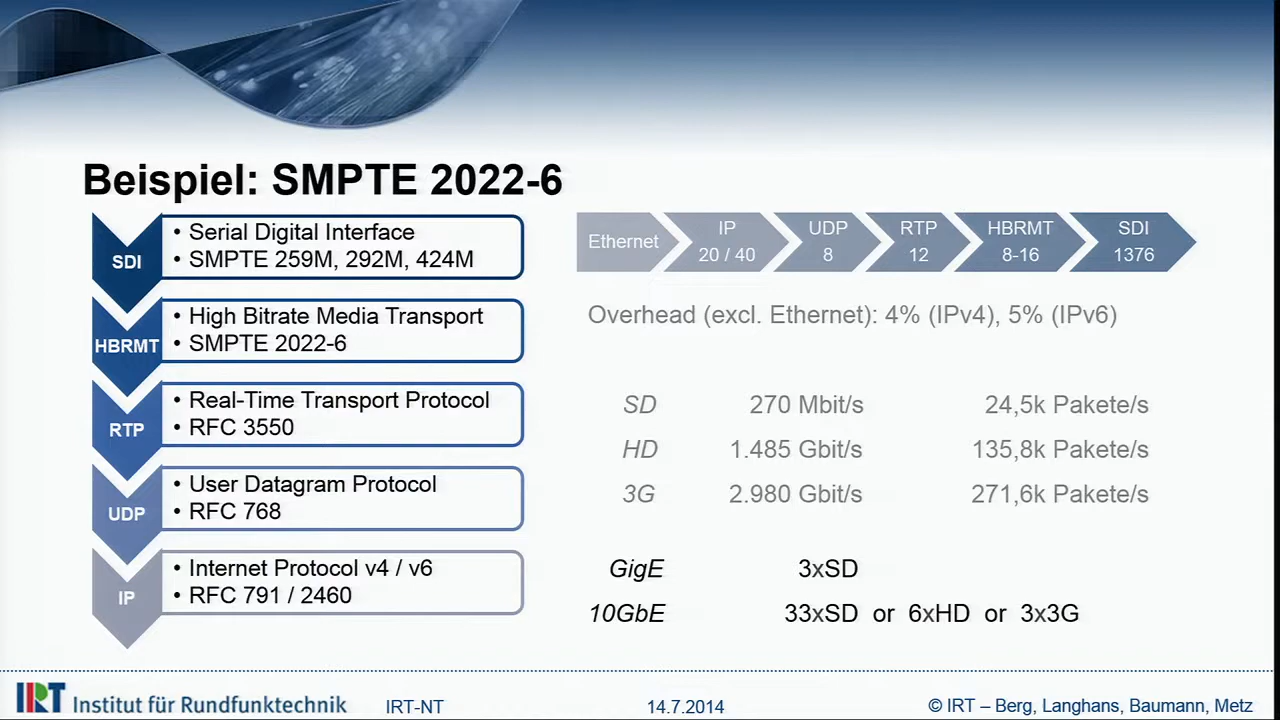 Beispiel: SMPTE 2022-6
SDI
• Serial Digital Interface
• SMPTE 259M, 292M, 424M
HBRMT
• High Bitrate Media Transport
• SMPTE 2022-6
RTP
• Real-Time Transport Protocol
• RFC 3550
UDP
• User Datagram Protocol
• RFC 768
IP
• Internet Protocol v4 / v6
• RFC 791 / 2460
Ethernet
IP
20 / 40
UDP
8
RTP
12
HBRMT
8-16
SDI
1376
Overhead (excl. Ethernet): 4% (IPv4), 5% (IPv6)
SD 270 Mbit/s 24,5k Pakete/s
HD 1.485 Gbit/s 135,8k Pakete/s
3G 2.980 Gbit/s 271,6k Pakete/s
GigE 3xSD
10GbE 33xSD or 6xHD or 3x3G
IRT Institut für Rundfunktechnik IRT-NT 14.7.2014 © IRT – Berg, Langhans, Baumann, Metz